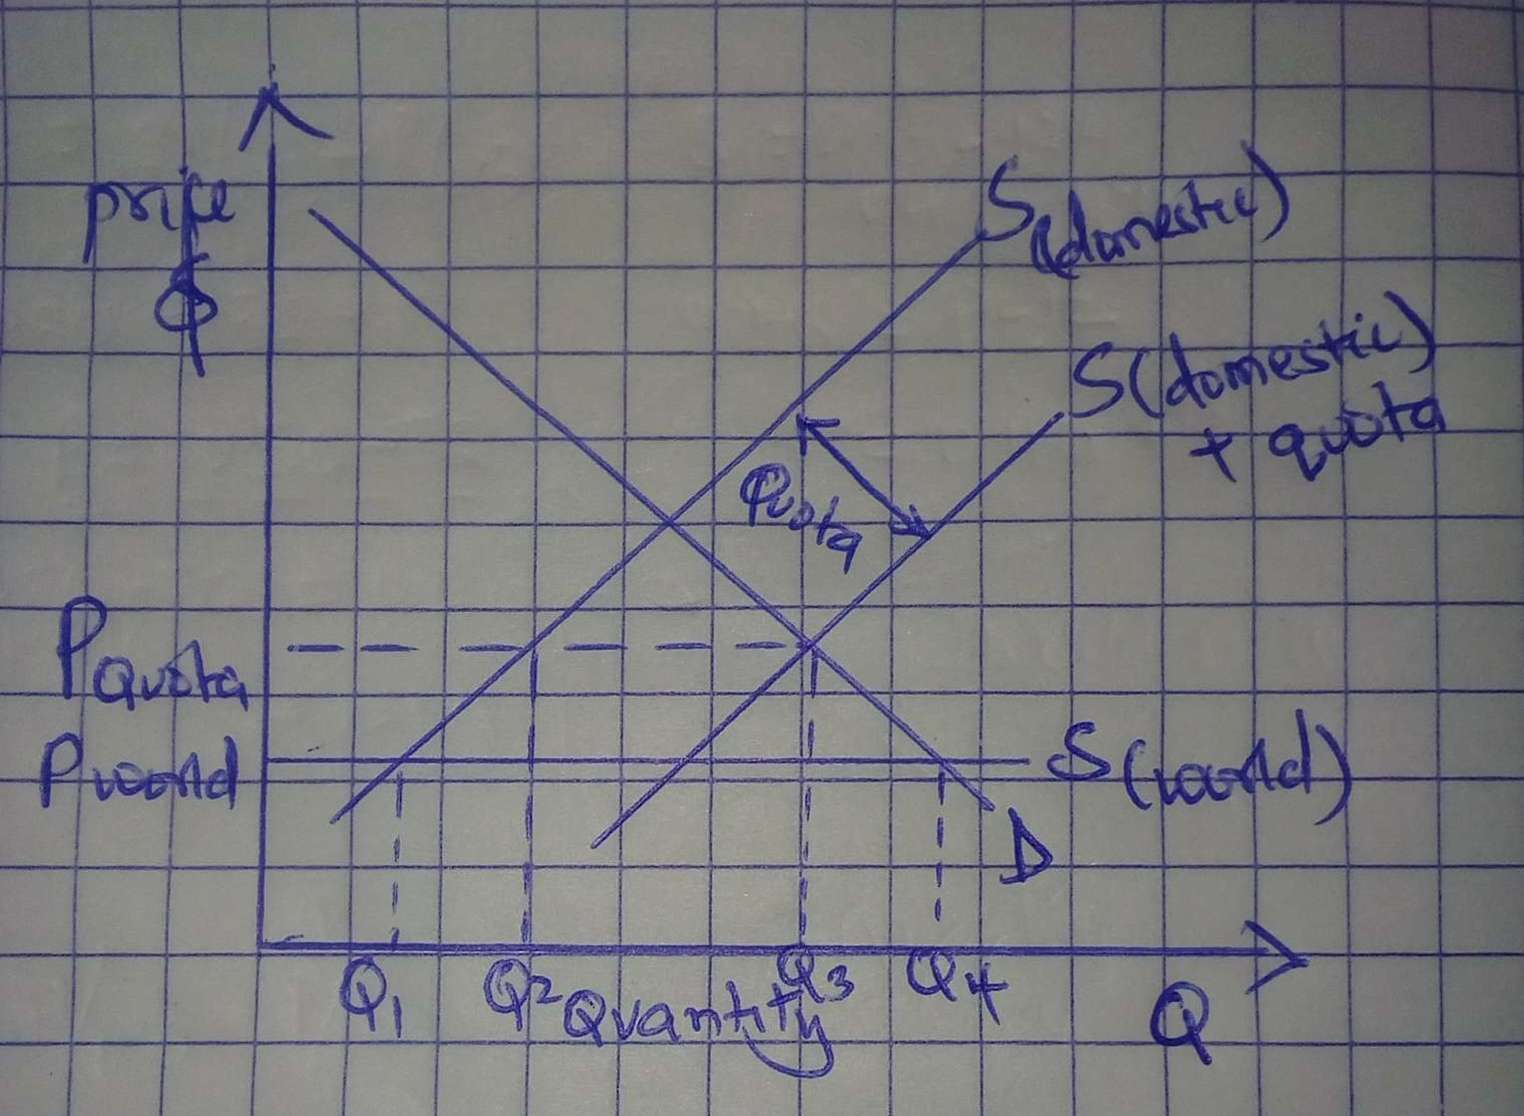 price
$
S(domestic)
S(domestic)
+ quota
Quota
PQuota
Pworld
S(world)
D
Q1
Q2
Q3
Q4
Quantity
Q